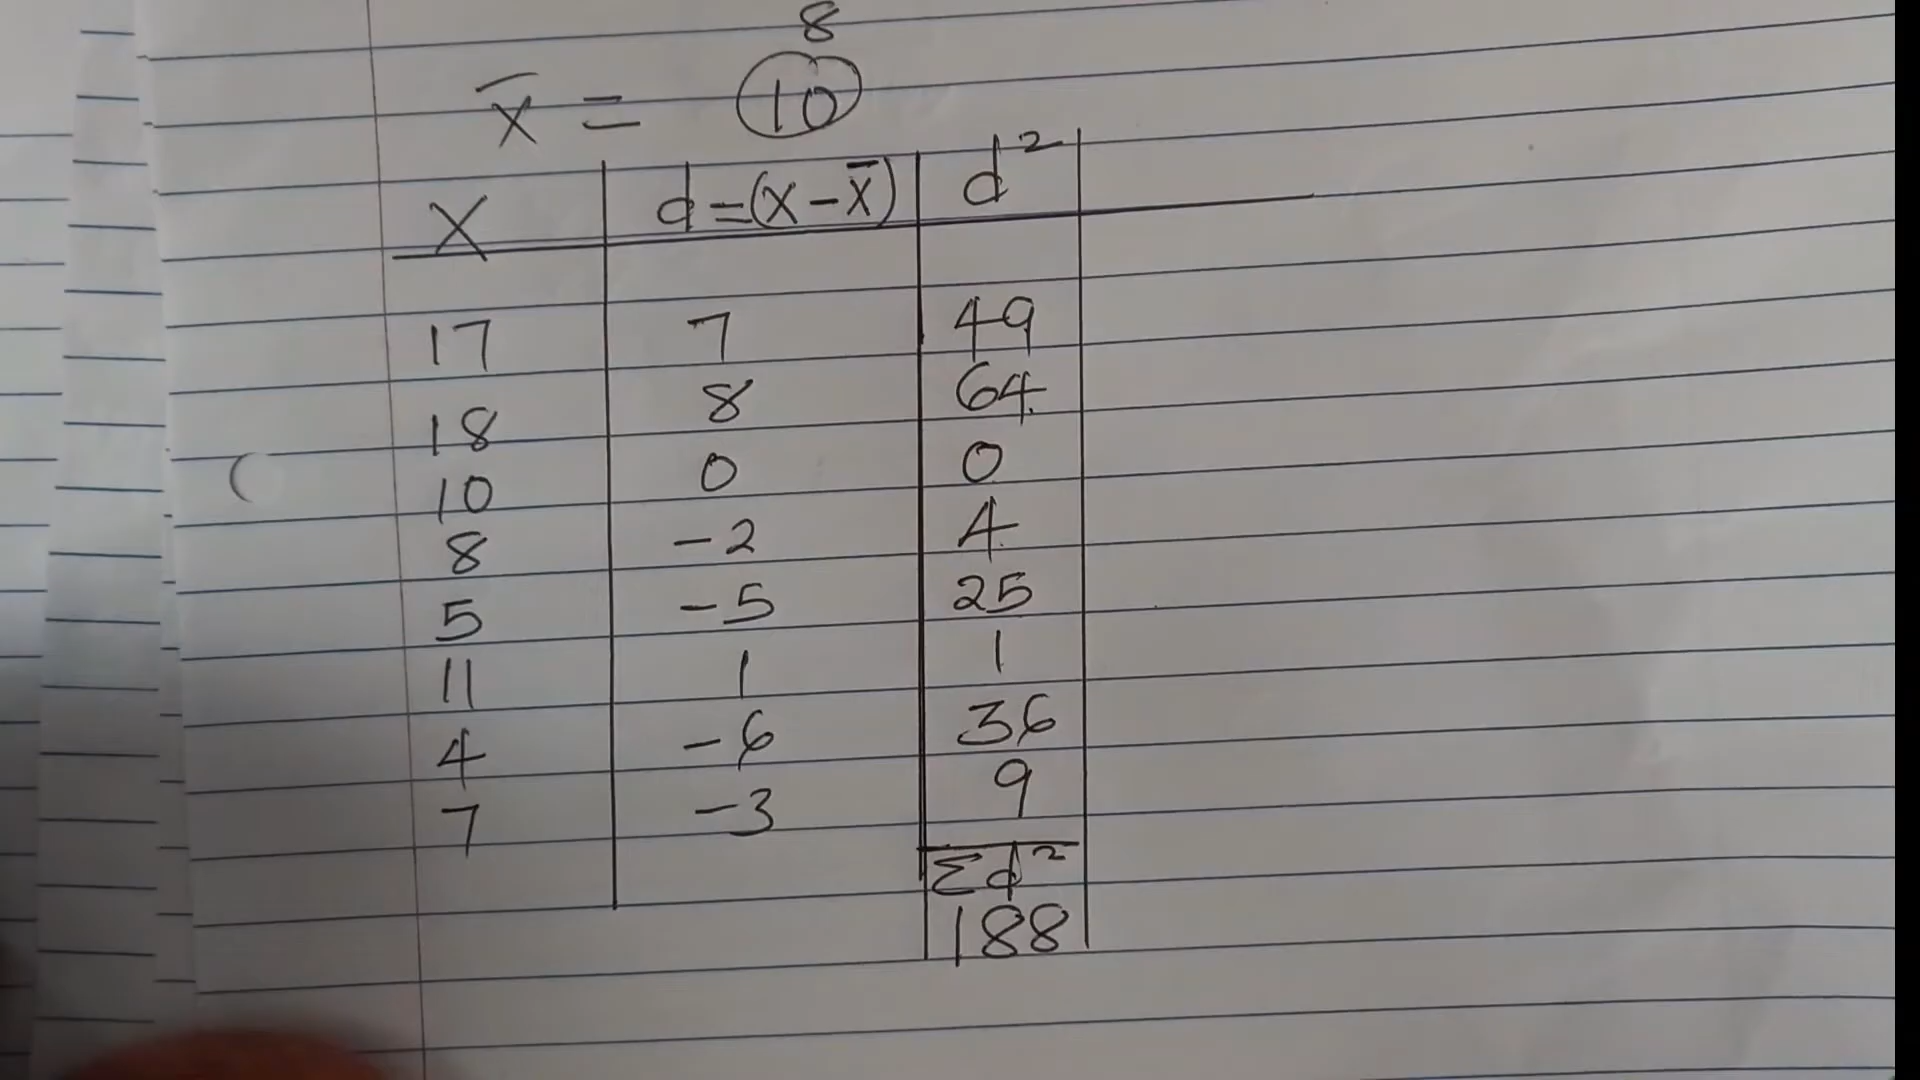 8
x̄ = 10
X d=(x-x̄) d²
17 7 49
18 8 64
10 0 0
8 -2 4
5 -5 25
11 1 1
4 -6 36
7 -3 9
Σd²
188